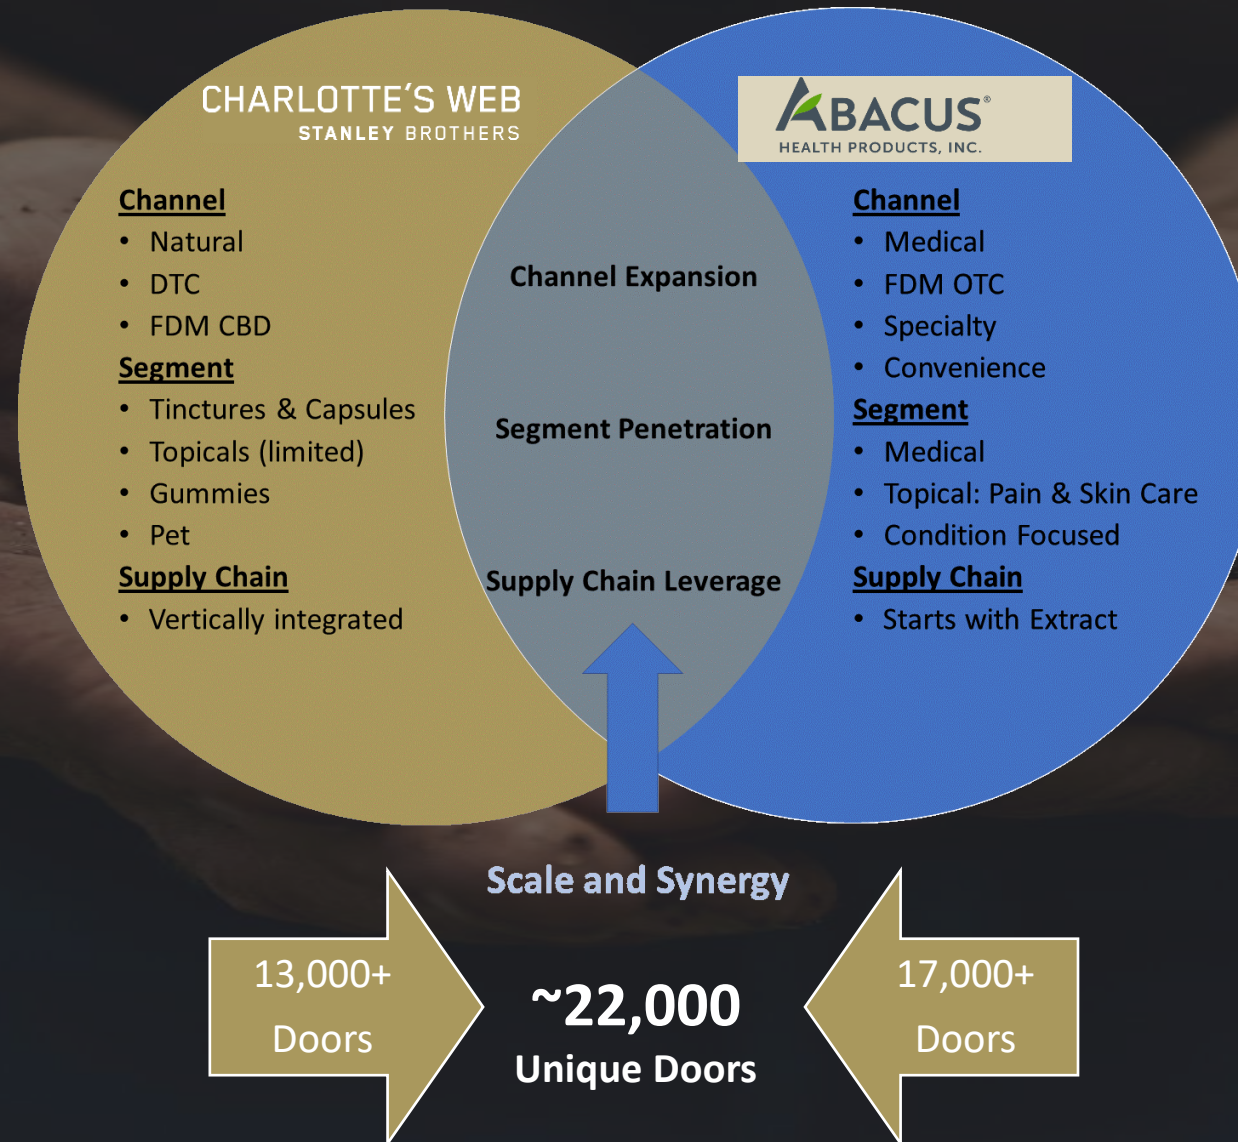 CHARLOTTE'S WEB
STANLEY BROTHERS
Channel
• Natural
• DTC
• FDM CBD
Segment
• Tinctures & Capsules
• Topicals (limited)
• Gummies
• Pet
Supply Chain
• Vertically integrated
Channel Expansion
Segment Penetration
Supply Chain Leverage
ABACUS®
HEALTH PRODUCTS, INC.
Channel
• Medical
• FDM OTC
• Specialty
• Convenience
Segment
• Medical
• Topical: Pain & Skin Care
• Condition Focused
Supply Chain
• Starts with Extract
Scale and Synergy
13,000+
Doors
~22,000
Unique Doors
17,000+
Doors